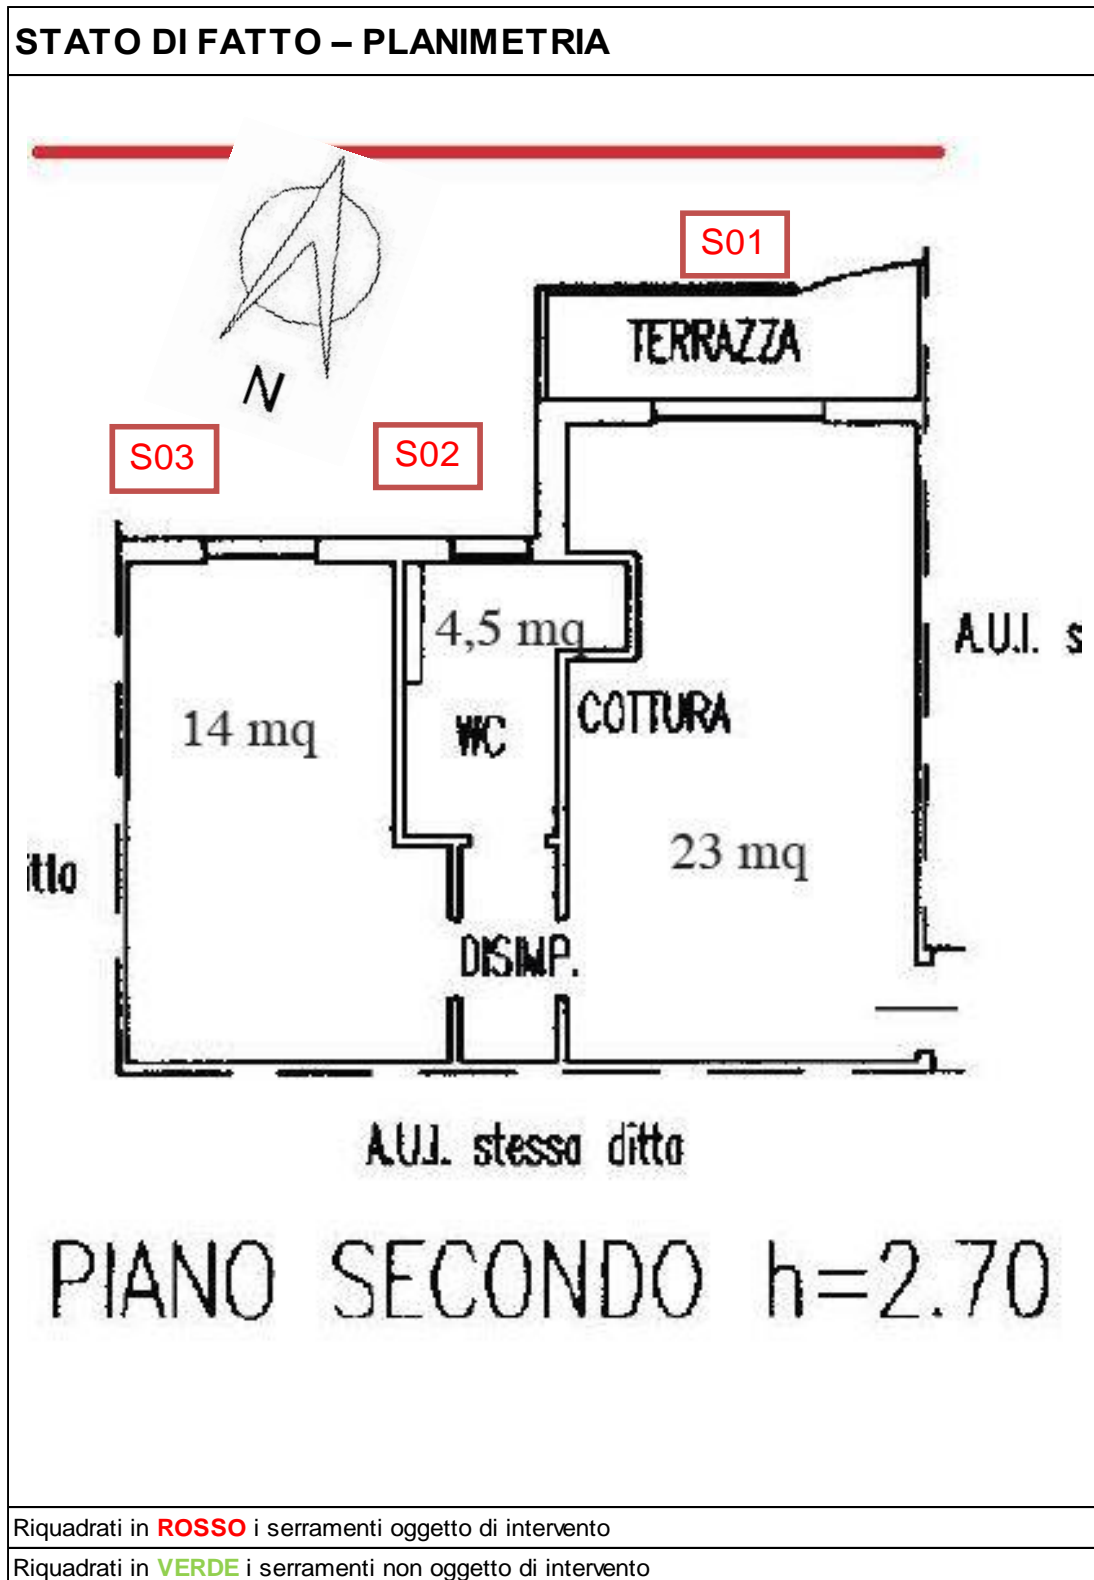 STATO DI FATTO – PLANIMETRIA
S01
TERRAZZA
N
S03
S02
4,5 mq
A.U.I. s
14 mq
WC
COTTURA
23 mq
itta
DISIMP.
A.U.I. stessa ditta
PIANO SECONDO h=2.70
Riquadrati in ROSSO i serramenti oggetto di intervento
Riquadrati in VERDE i serramenti non oggetto di intervento